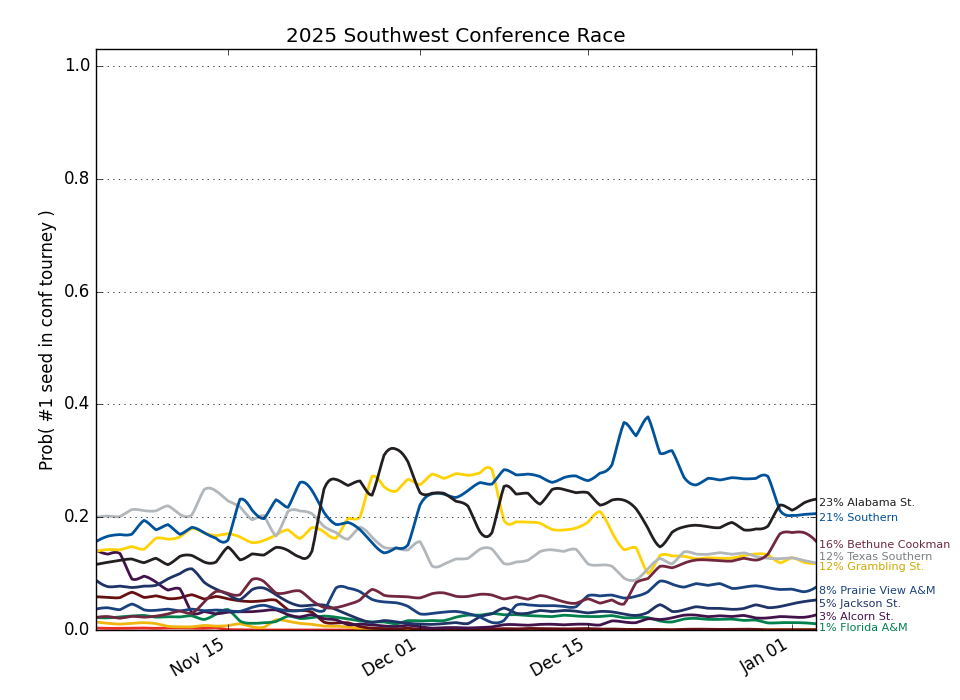 2025 Southwest Conference Race
Prob( #1 seed in conf tourney )
1.0
0.8
0.6
0.4
0.2
0.0
Nov 15
Dec 01
Dec 15
Jan 01
23% Alabama St.
21% Southern
16% Bethune Cookman
12% Texas Southern
12% Grambling St.
8% Prairie View A&M
5% Jackson St.
3% Alcorn St.
1% Florida A&M